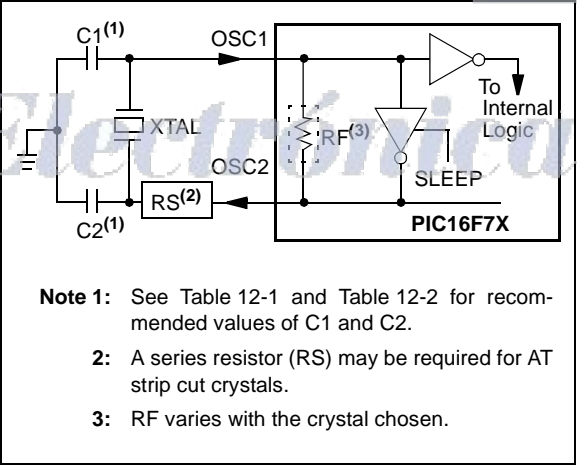 C1(1)
OSC1
To
Internal
Logic
XTAL
RF(3)
Electrónica
OSC2
SLEEP
RS(2)
C2(1)
PIC16F7X
Note 1: See Table 12-1 and Table 12-2 for recom-
mended values of C1 and C2.
2: A series resistor (RS) may be required for AT
strip cut crystals.
3: RF varies with the crystal chosen.